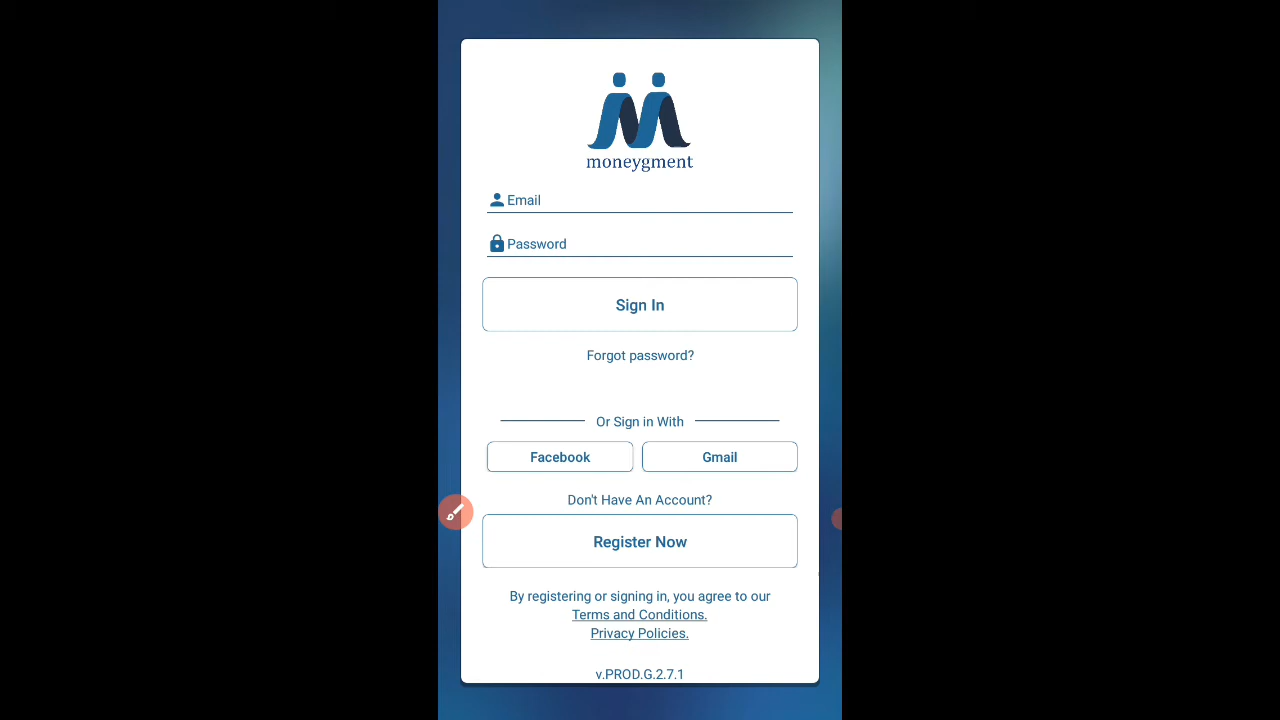 moneygment
Email
Password
Sign In
Forgot password?
Or Sign in With
Facebook Gmail
Don't Have An Account?
Register Now
By registering or signing in, you agree to our
Terms and Conditions.
Privacy Policies.
v.PROD.G.2.7.1